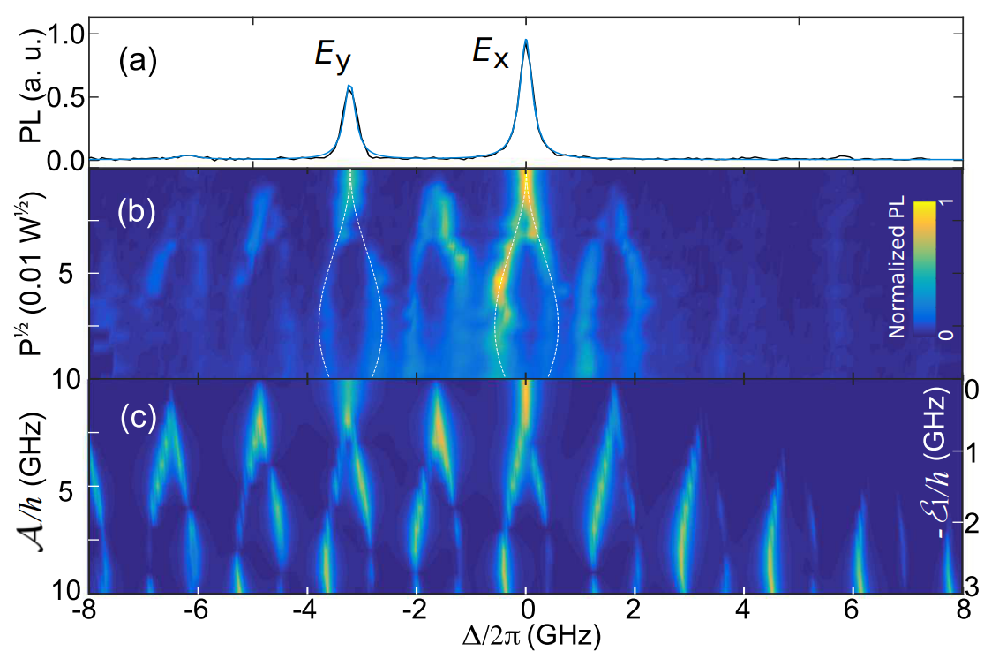 (a)
E_y
E_x
PL (a. u.)
1.0
0.5
0.0
(b)
P^½ (0.01 W^½)
5
10
Normalized PL
1
0
(c)
𝒜/h (GHz)
5
10
0
1
2
3
- ℰ₁/h (GHz)
-8 -6 -4 -2 0 2 4 6 8
Δ/2π (GHz)